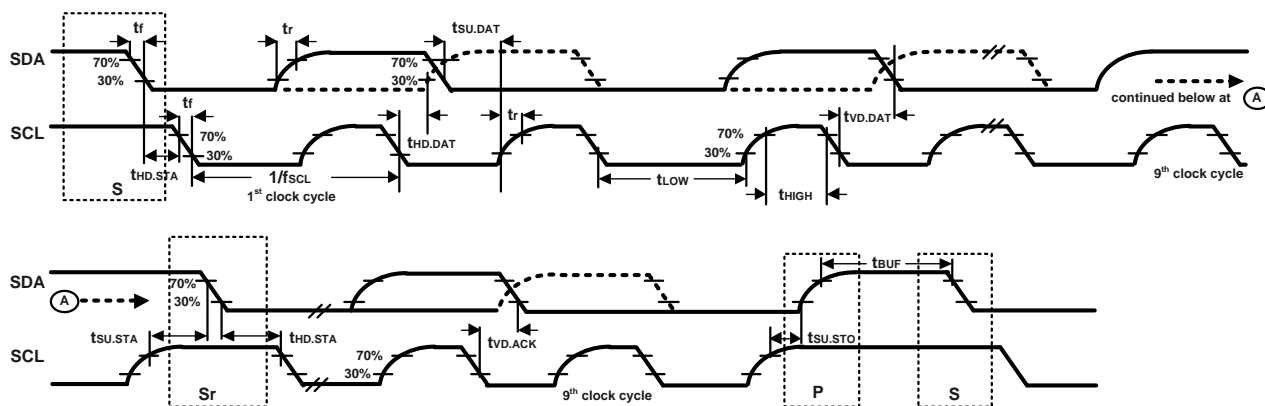 tf tr tSU.DAT
SDA 70% 30% 70% 30%
continued below at A
tf tHD.DAT tr tVD.DAT
SCL 70% 30% 70% 30%
tHD.STA 1/fSCL tLOW tHIGH
S 1st clock cycle 9th clock cycle
SDA 70% 30% tBUF
A
tSU.STA tHD.STA tVD.ACK tSU.STO
SCL 70% 30%
Sr 9th clock cycle P S